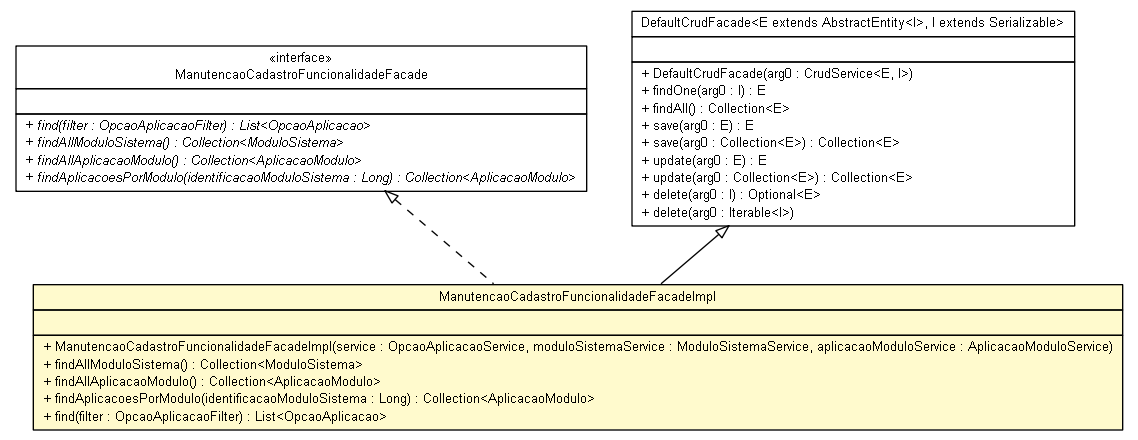 «interface»
ManutencaoCadastroFuncionalidadeFacade
+ find(filter : OpcaoAplicacaoFilter) : List<OpcaoAplicacao>
+ findAllModuloSistema() : Collection<ModuloSistema>
+ findAllAplicacaoModulo() : Collection<AplicacaoModulo>
+ findAplicacoesPorModulo(identificacaoModuloSistema : Long) : Collection<AplicacaoModulo>
DefaultCrudFacade<E extends AbstractEntity<I>, I extends Serializable>
+ DefaultCrudFacade(arg0 : CrudService<E, I>)
+ findOne(arg0 : I) : E
+ findAll() : Collection<E>
+ save(arg0 : E) : E
+ save(arg0 : Collection<E>) : Collection<E>
+ update(arg0 : E) : E
+ update(arg0 : Collection<E>) : Collection<E>
+ delete(arg0 : I) : Optional<E>
+ delete(arg0 : Iterable<I>)
ManutencaoCadastroFuncionalidadeFacadeImpl
+ ManutencaoCadastroFuncionalidadeFacadeImpl(service : OpcaoAplicacaoService, moduloSistemaService : ModuloSistemaService, aplicacaoModuloService : AplicacaoModuloService)
+ findAllModuloSistema() : Collection<ModuloSistema>
+ findAllAplicacaoModulo() : Collection<AplicacaoModulo>
+ findAplicacoesPorModulo(identificacaoModuloSistema : Long) : Collection<AplicacaoModulo>
+ find(filter : OpcaoAplicacaoFilter) : List<OpcaoAplicacao>